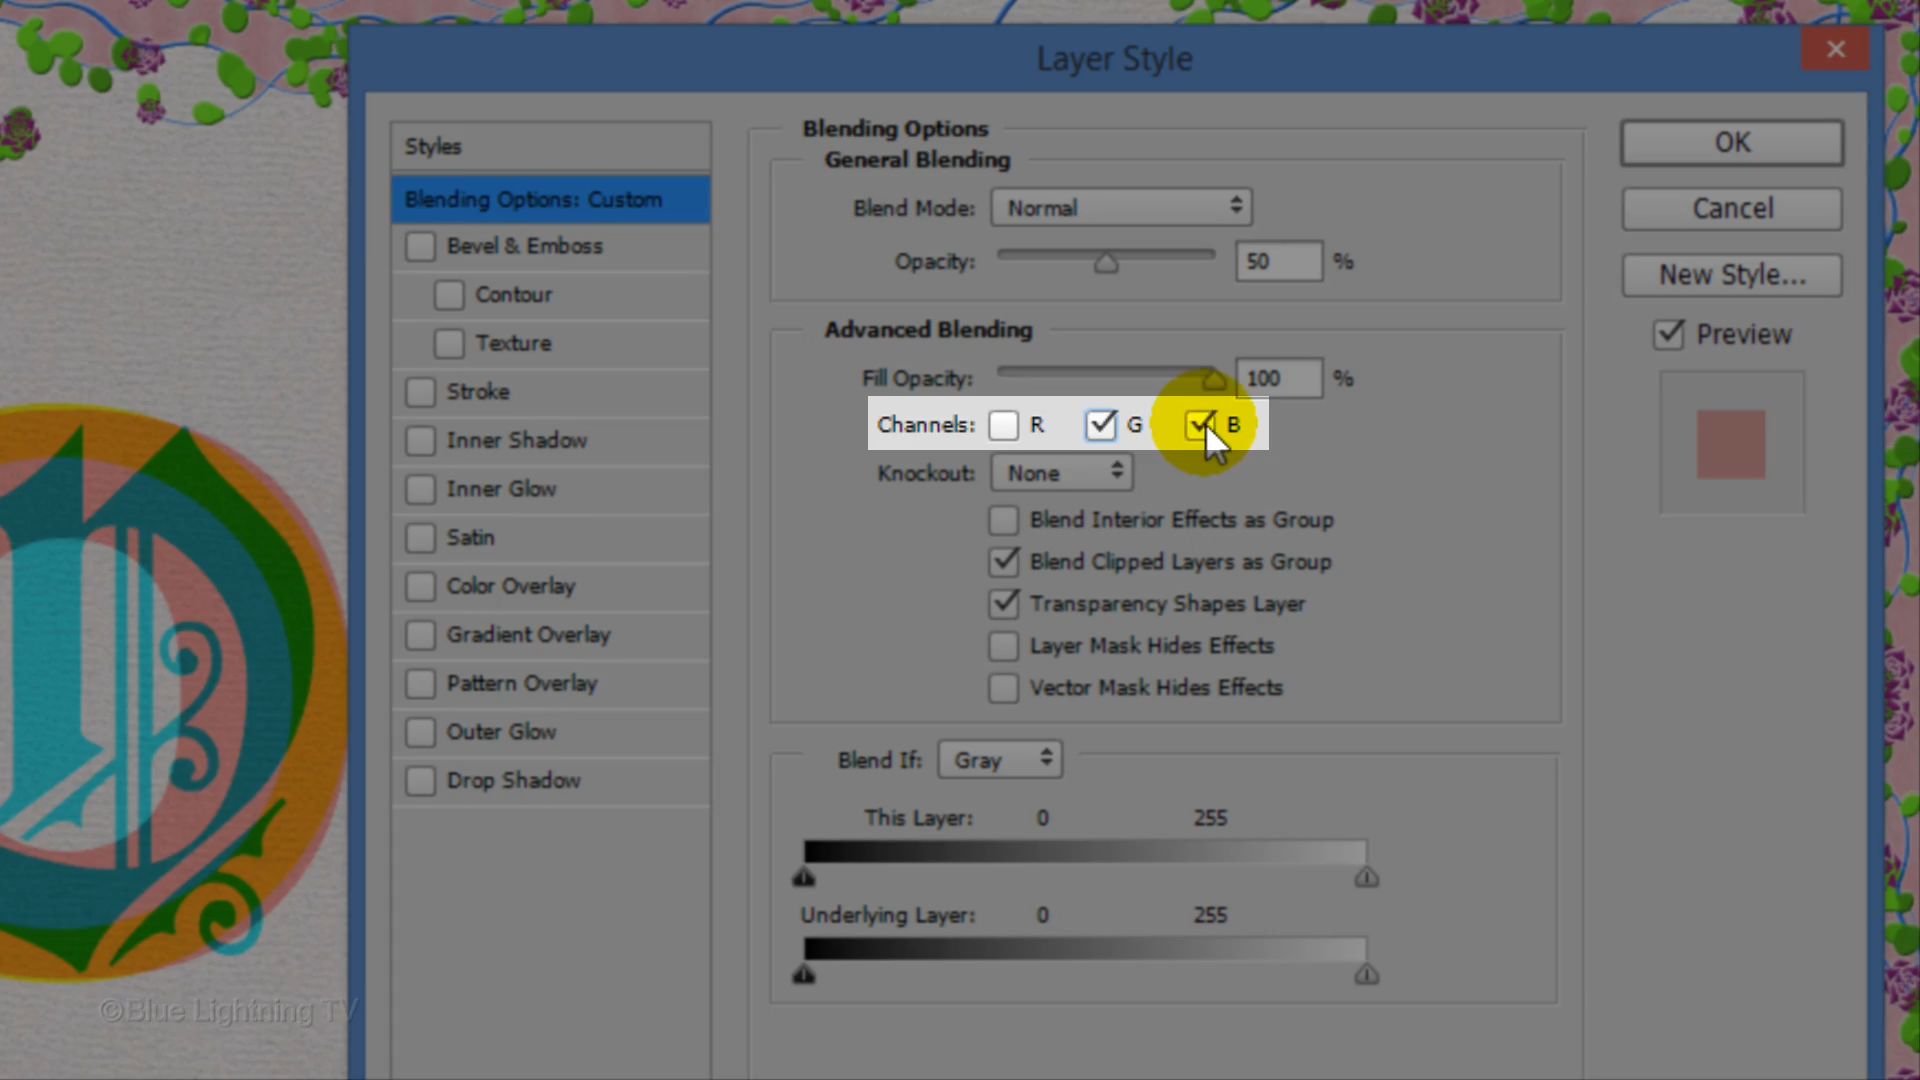 Layer Style
Styles
Blending Options: Custom
Bevel & Emboss
Contour
Texture
Stroke
Inner Shadow
Inner Glow
Satin
Color Overlay
Gradient Overlay
Pattern Overlay
Outer Glow
Drop Shadow
Blending Options
General Blending
Blend Mode: Normal
Opacity: 50 %
Advanced Blending
Fill Opacity: 100 %
Channels: R G B
Knockout: None
Blend Interior Effects as Group
Blend Clipped Layers as Group
Transparency Shapes Layer
Layer Mask Hides Effects
Vector Mask Hides Effects
Blend If: Gray
This Layer: 0 255
Underlying Layer: 0 255
OK
Cancel
New Style...
Preview
©Blue Lightning TV